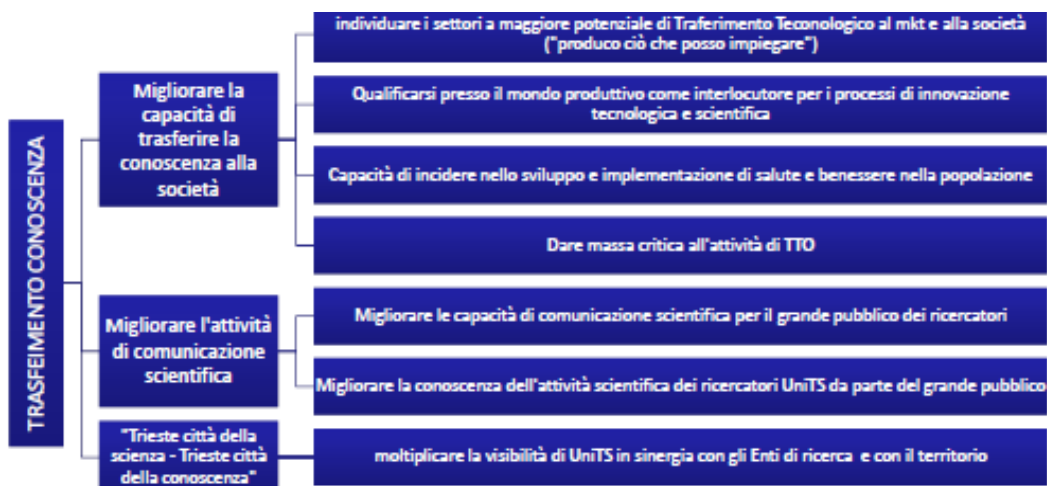 TRASFEIMENTO CONOSCENZA
Migliorare la
capacità di
trasferire la
conoscenza alla
società
individuare i settori a maggiore potenziale di Traferimento Teconologico al mkt e alla società
("produco ciò che posso impiegare")
Qualificarsi presso il mondo produttivo come interlocutore per i processi di innovazione
tecnologica e scientifica
Capacità di incidere nello sviluppo e implementazione di salute e benessere nella popolazione
Dare massa critica all'attività di TTO
Migliorare l'attività
di comunicazione
scientifica
Migliorare le capacità di comunicazione scientifica per il grande pubblico dei ricercatori
Migliorare la conoscenza dell'attività scientifica dei ricercatori UniTS da parte del grande pubblico
"Trieste città della
scienza - Trieste città
della conoscenza"
moltiplicare la visibilità di UniTS in sinergia con gli Enti di ricerca e con il territorio